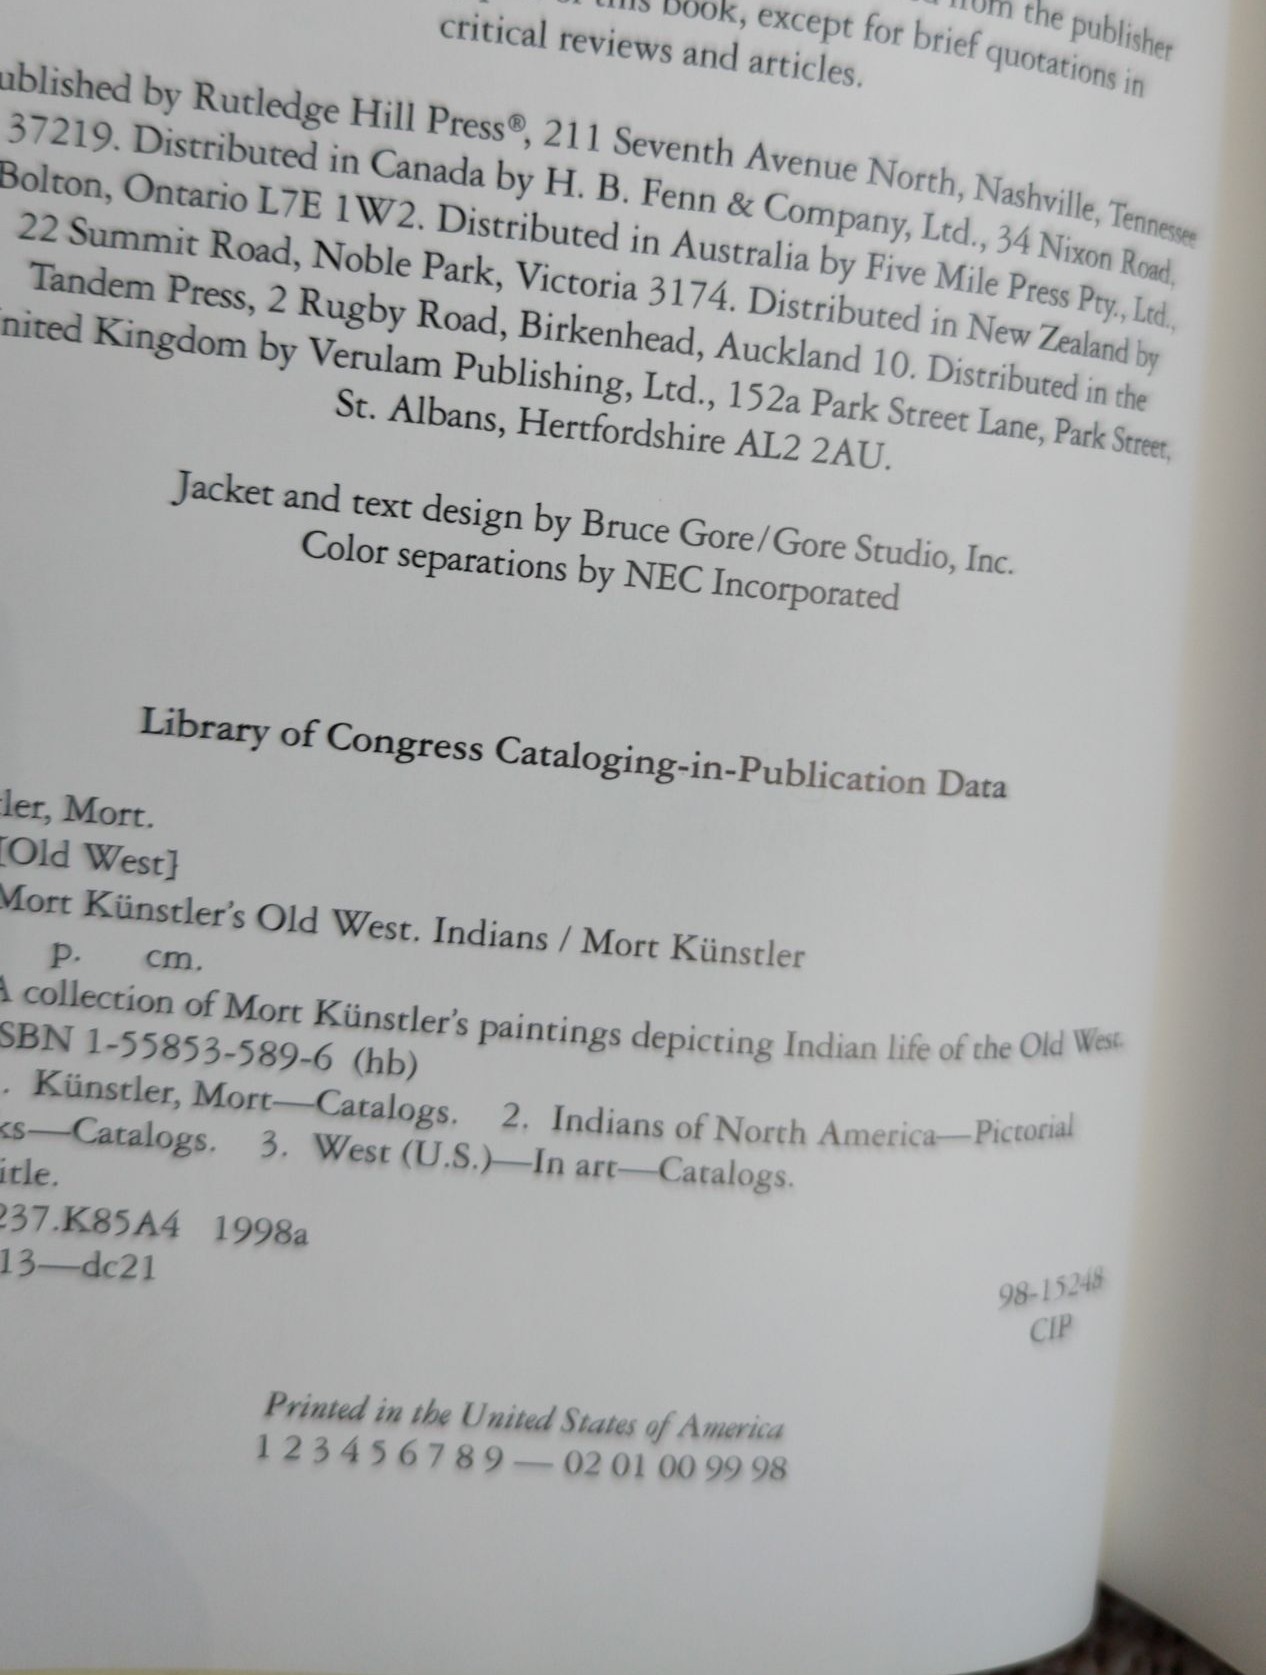 this book, except for brief quotations in
from the publisher
critical reviews and articles.
ublished by Rutledge Hill Press®, 211 Seventh Avenue North, Nashville, Tennessee
37219. Distributed in Canada by H. B. Fenn & Company, Ltd., 34 Nixon Road,
Bolton, Ontario L7E 1W2. Distributed in Australia by Five Mile Press Pty., Ltd.,
22 Summit Road, Noble Park, Victoria 3174. Distributed in New Zealand by
Tandem Press, 2 Rugby Road, Birkenhead, Auckland 10. Distributed in the
nited Kingdom by Verulam Publishing, Ltd., 152a Park Street Lane, Park Street,
St. Albans, Hertfordshire AL2 2AU.
Jacket and text design by Bruce Gore/Gore Studio, Inc.
Color separations by NEC Incorporated
Library of Congress Cataloging-in-Publication Data
ler, Mort.
[Old West]
Mort Künstler's Old West. Indians / Mort Künstler
p. cm.
A collection of Mort Künstler's paintings depicting Indian life of the Old West.
SBN 1-55853-589-6 (hb)
. Künstler, Mort—Catalogs. 2. Indians of North America—Pictorial
ks—Catalogs. 3. West (U.S.)—In art—Catalogs.
itle.
237.K85A4 1998a
13—dc21
98-15248
CIP
Printed in the United States of America
1 2 3 4 5 6 7 8 9 — 02 01 00 99 98